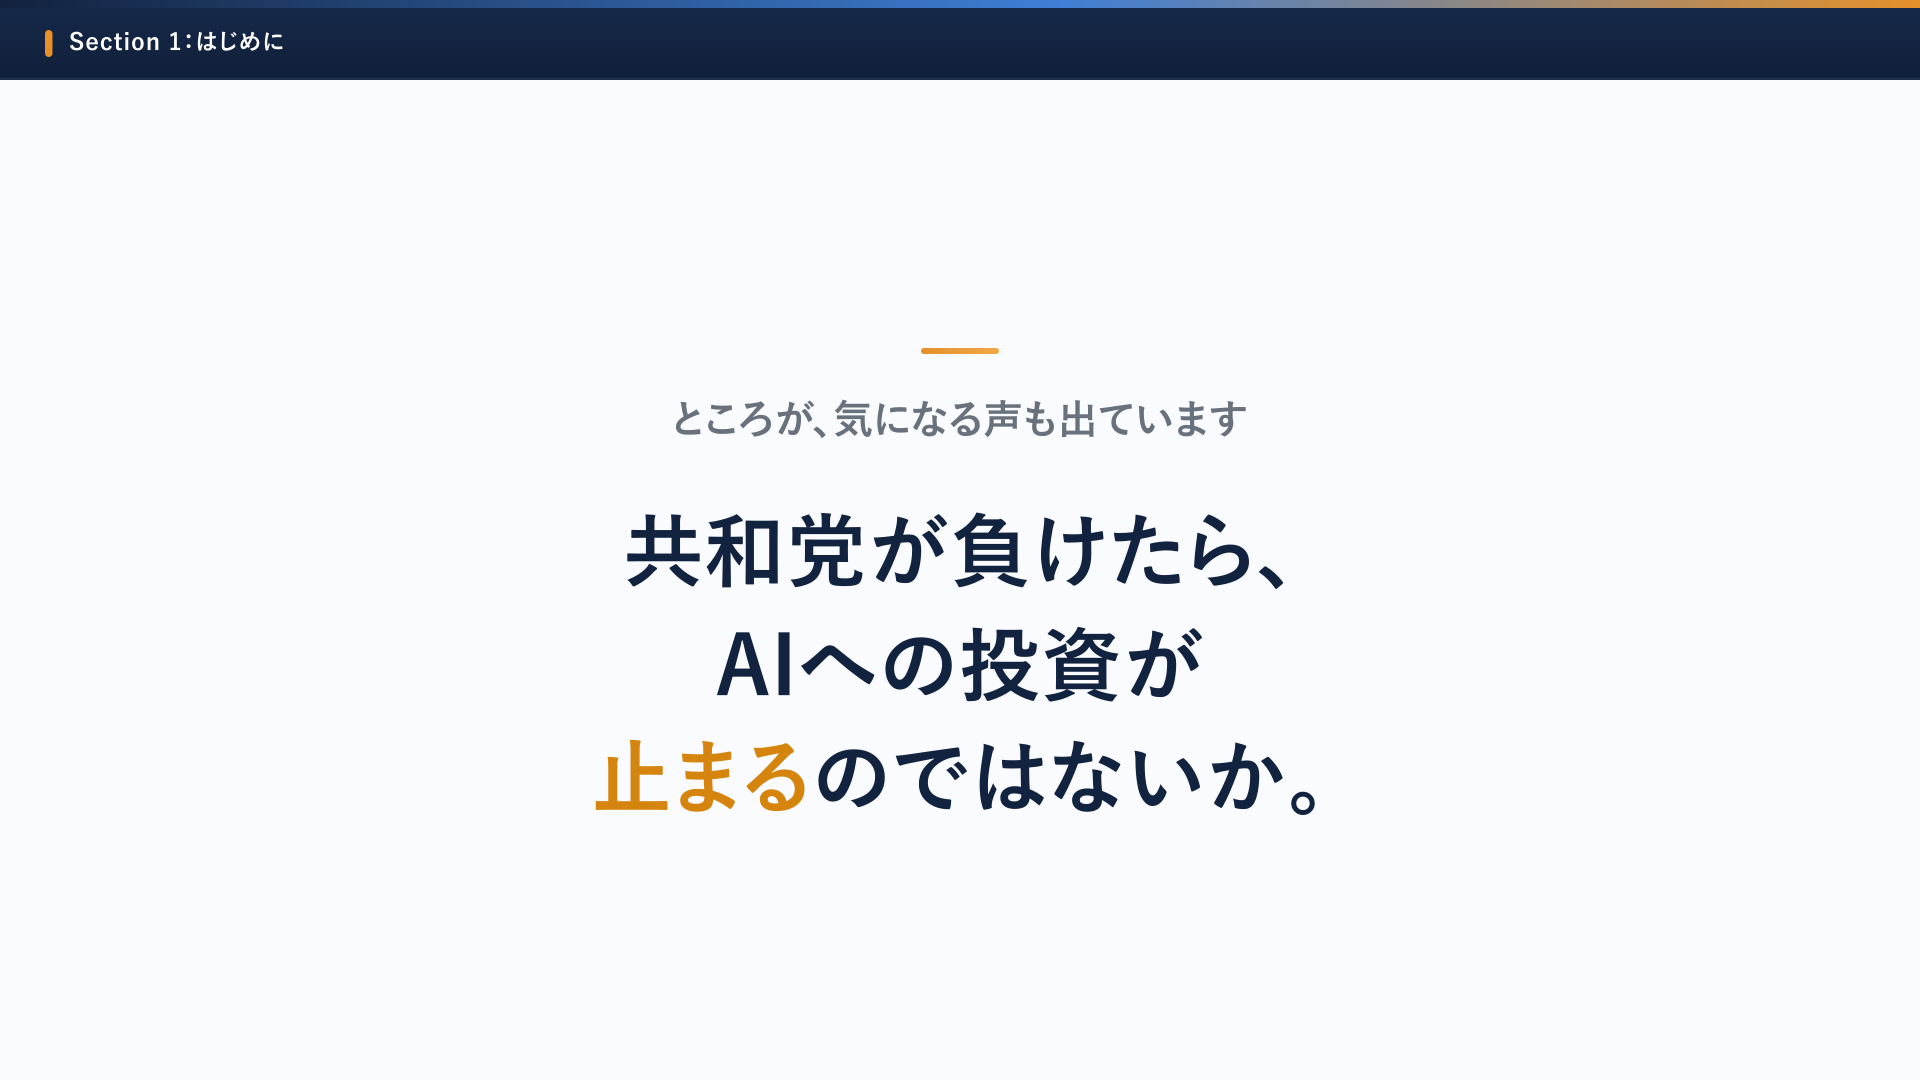 Section 1：はじめに
ところが、気になる声も出ています
共和党が負けたら、
AIへの投資が
止まるのではないか。